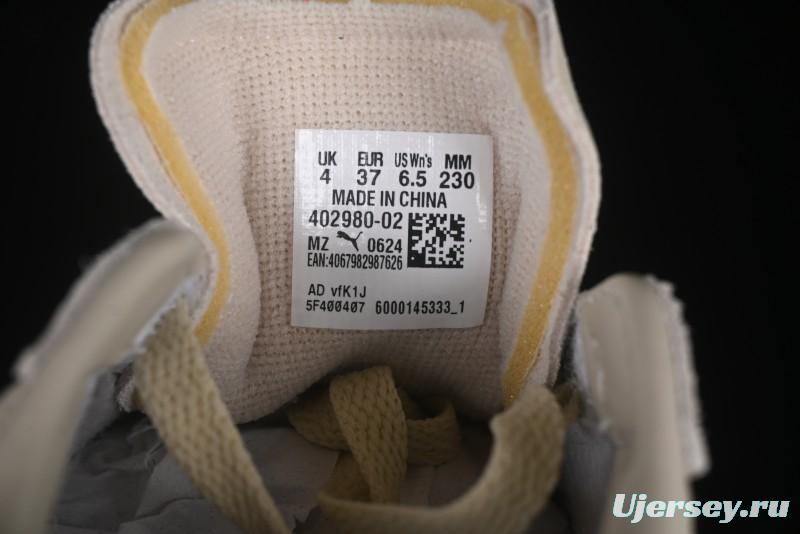 UK EUR US Wn's MM
4 37 6.5 230
MADE IN CHINA
402980-02
MZ 0624
EAN:4067982987626
AD vfK1J
5F400407 6000145333_1
Ujersey.ru